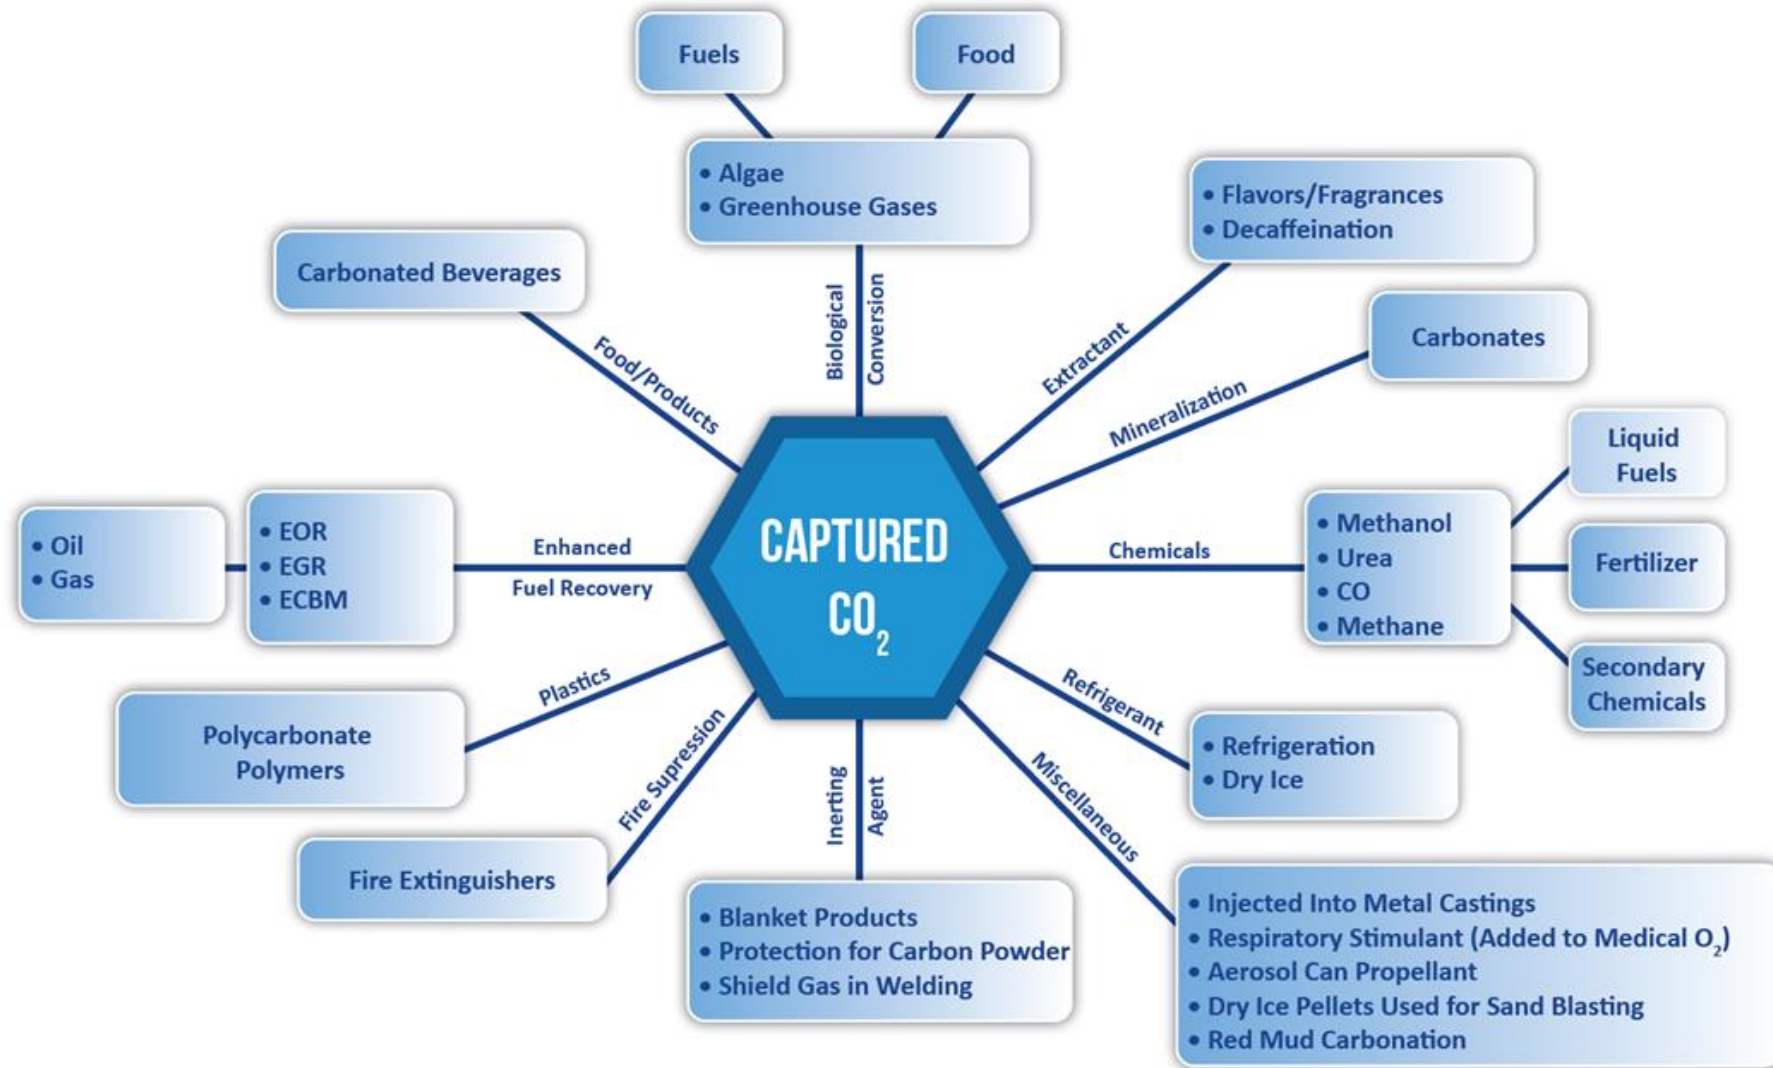 Fuels
Food
• Algae
• Greenhouse Gases
• Flavors/Fragrances
• Decaffeination
Carbonated Beverages
Carbonates
Food/Products
Biological
Conversion
Extractant
Mineralization
Liquid
Fuels
• Oil
• Gas
• EOR
• EGR
• ECBM
Enhanced
Fuel Recovery
CAPTURED
CO₂
Chemicals
• Methanol
• Urea
• CO
• Methane
Fertilizer
Secondary
Chemicals
Plastics
Polycarbonate
Polymers
Fire Supression
Fire Extinguishers
Inerting
Agent
• Blanket Products
• Protection for Carbon Powder
• Shield Gas in Welding
Refrigerant
• Refrigeration
• Dry Ice
Miscellaneous
• Injected Into Metal Castings
• Respiratory Stimulant (Added to Medical O₂)
• Aerosol Can Propellant
• Dry Ice Pellets Used for Sand Blasting
• Red Mud Carbonation